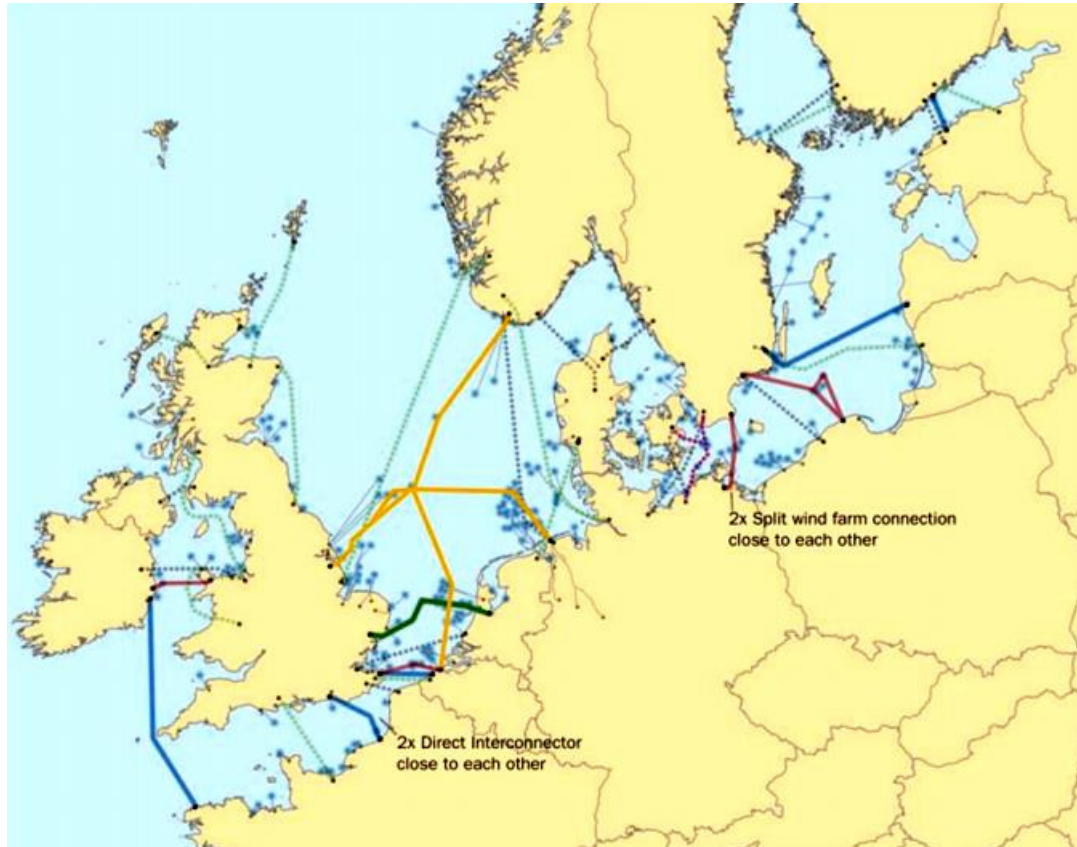 2x Split wind farm connection
close to each other
2x Direct Interconnector
close to each other